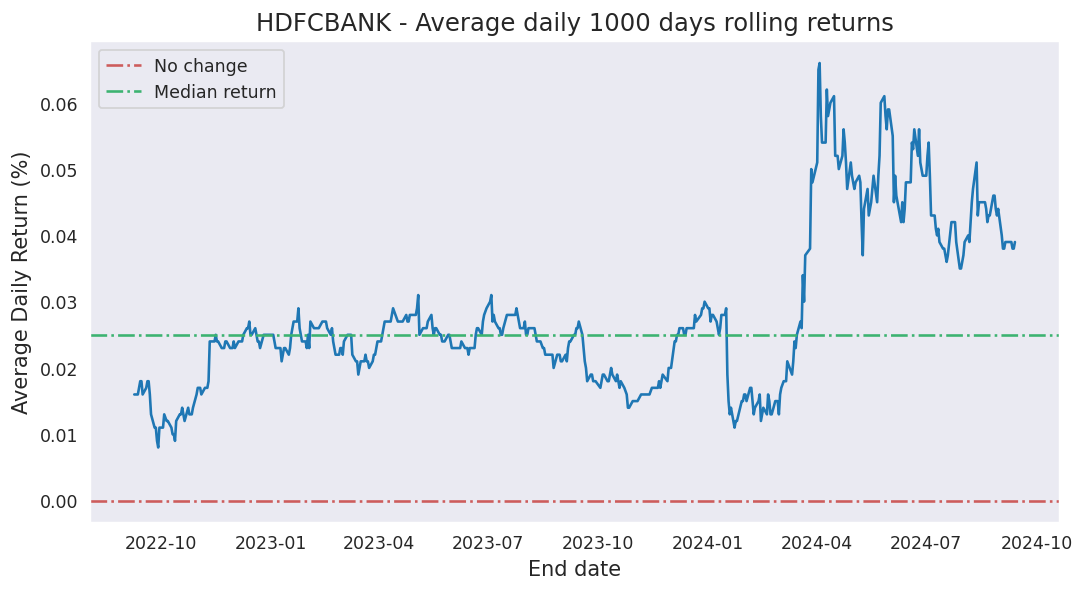 HDFCBANK - Average daily 1000 days rolling returns
No change
Median return
Average Daily Return (%)
0.06
0.05
0.04
0.03
0.02
0.01
0.00
2022-10 2023-01 2023-04 2023-07 2023-10 2024-01 2024-04 2024-07 2024-10
End date